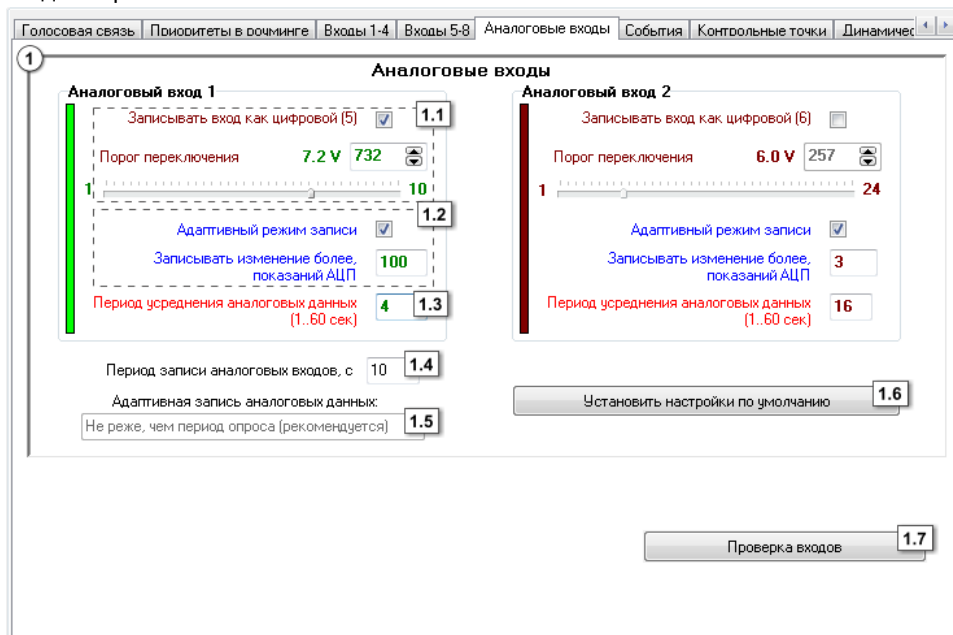 Голосовая связь Приоритеты в роуминге Входы 1-4 Входы 5-8 Аналоговые входы События Контрольные точки Динамичес
1
Аналоговые входы
Аналоговый вход 1
Записывать вход как цифровой (5)
1.1
Порог переключения 7.2 V 732
1 10
1.2
Адаптивный режим записи
Записывать изменение более, 100
показаний АЦП
Период усреднения аналоговых данных 4 1.3
(1..60 сек)
Аналоговый вход 2
Записывать вход как цифровой (6)
Порог переключения 6.0 V 257
1 24
Адаптивный режим записи
Записывать изменение более, 3
показаний АЦП
Период усреднения аналоговых данных 16
(1..60 сек)
Период записи аналоговых входов, с 10 1.4
Адаптивная запись аналоговых данных:
Не реже, чем период опроса (рекомендуется) 1.5
Установить настройки по умолчанию 1.6
Проверка входов 1.7